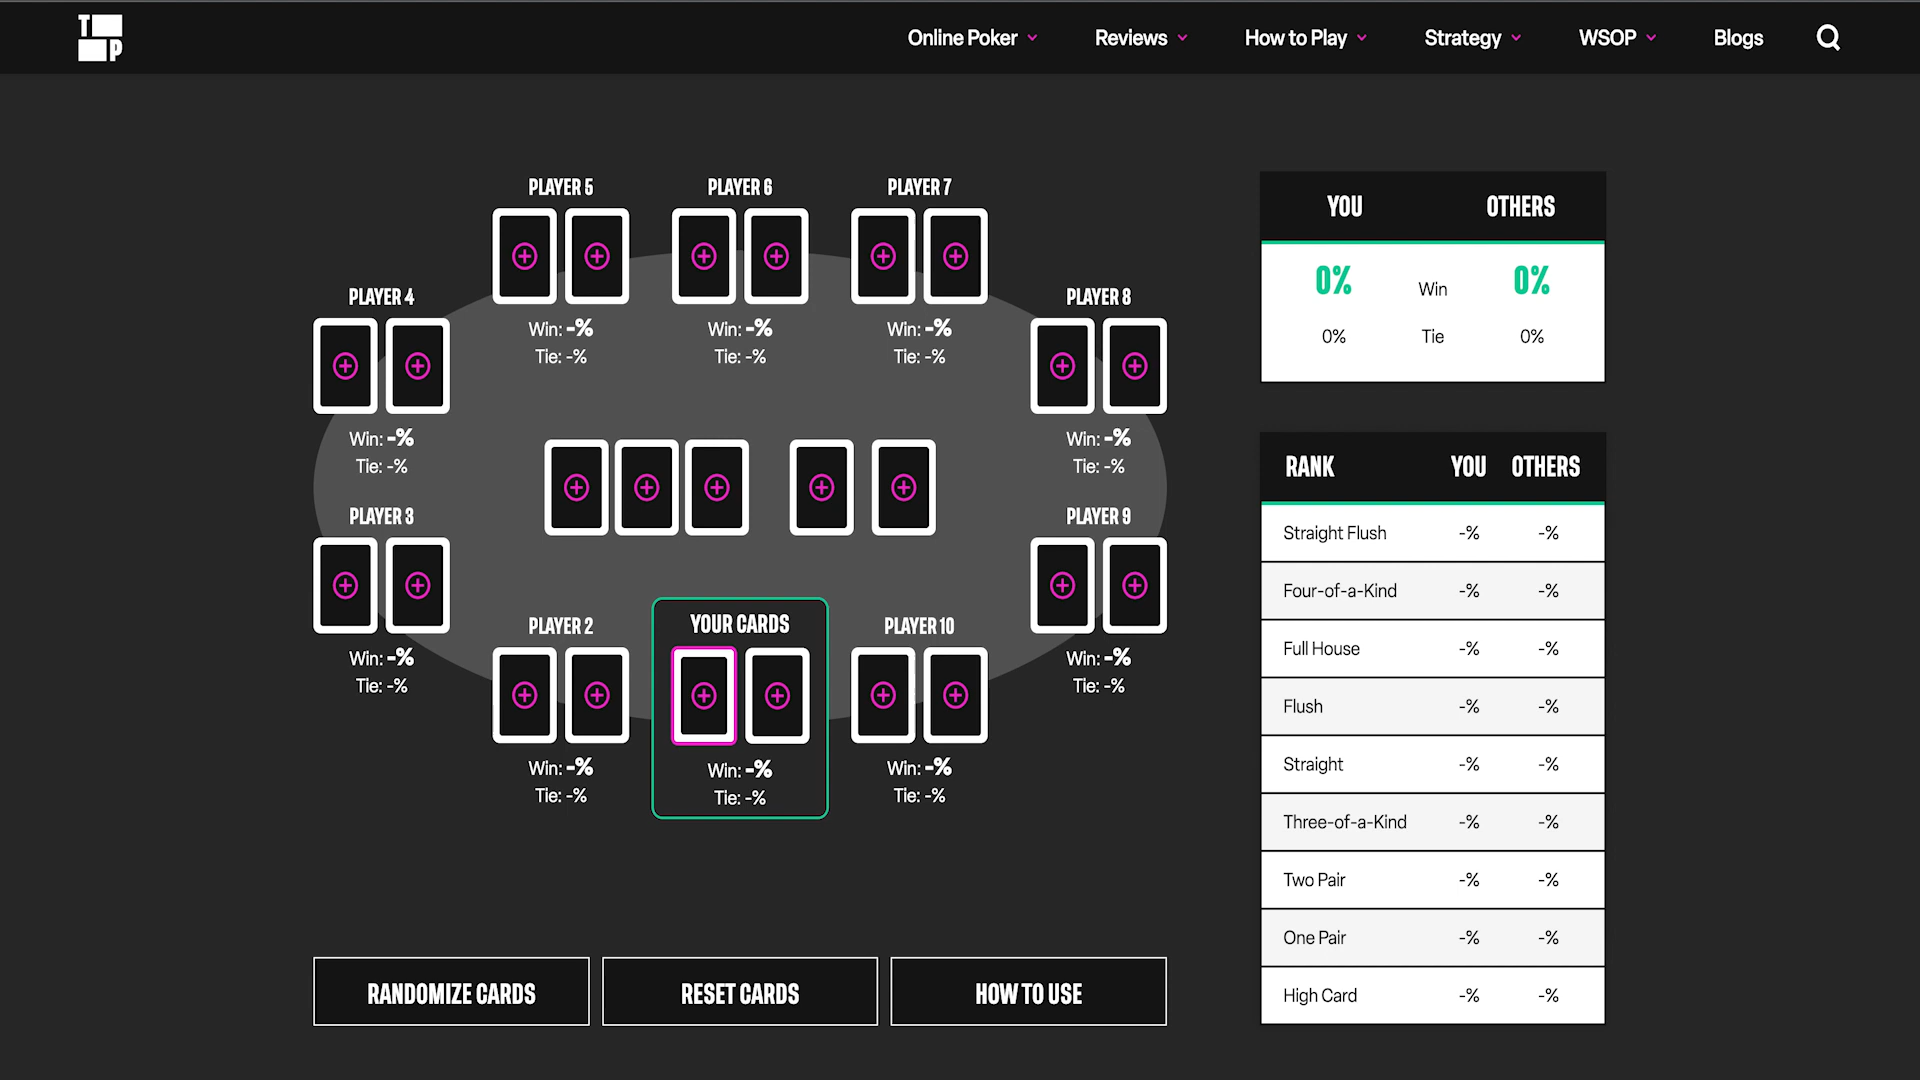 T
P
Online Poker
Reviews
How to Play
Strategy
WSOP
Blogs
PLAYER 5
Win: -%
Tie: -%
PLAYER 6
Win: -%
Tie: -%
PLAYER 7
Win: -%
Tie: -%
PLAYER 4
Win: -%
Tie: -%
PLAYER 8
Win: -%
Tie: -%
PLAYER 3
Win: -%
Tie: -%
PLAYER 9
Win: -%
Tie: -%
PLAYER 2
Win: -%
Tie: -%
YOUR CARDS
Win: -%
Tie: -%
PLAYER 10
Win: -%
Tie: -%
RANDOMIZE CARDS
RESET CARDS
HOW TO USE
YOU OTHERS
0% Win 0%
0% Tie 0%
RANK YOU OTHERS
Straight Flush -% -%
Four-of-a-Kind -% -%
Full House -% -%
Flush -% -%
Straight -% -%
Three-of-a-Kind -% -%
Two Pair -% -%
One Pair -% -%
High Card -% -%